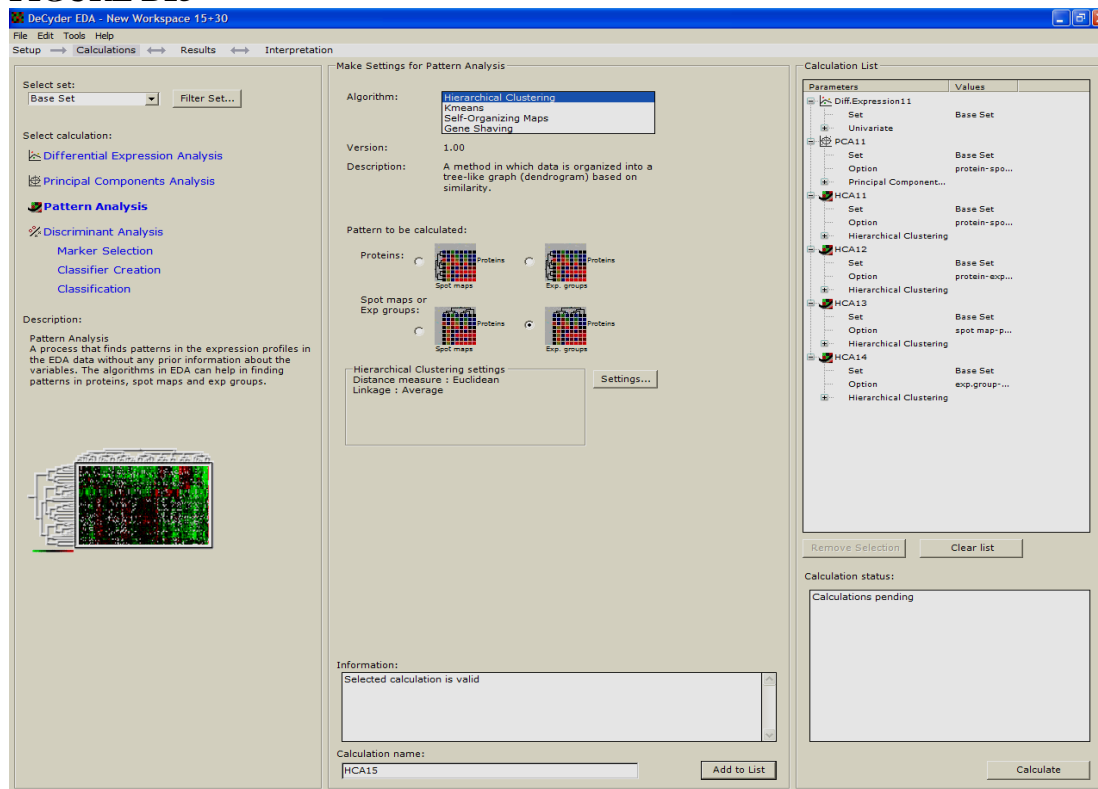 DeCyder EDA - New Workspace 15+30
File Edit Tools Help
Setup Calculations Results Interpretation
Select set:
Base Set
Filter Set...
Select calculation:
Differential Expression Analysis
Principal Components Analysis
Pattern Analysis
Discriminant Analysis
Marker Selection
Classifier Creation
Classification
Description:
Pattern Analysis
A process that finds patterns in the expression profiles in
the EDA data without any prior information about the
variables. The algorithms in EDA can help in finding
patterns in proteins, spot maps and exp groups.
Make Settings for Pattern Analysis
Algorithm:
Hierarchical Clustering
Kmeans
Self-Organizing Maps
Gene Shaving
Version: 1.00
Description: A method in which data is organized into a
tree-like graph (dendrogram) based on
similarity.
Pattern to be calculated:
Proteins:
Proteins
Spot maps
Proteins
Exp. groups
Spot maps or
Exp groups:
Proteins
Spot maps
Proteins
Exp. groups
Hierarchical Clustering settings
Distance measure : Euclidean
Linkage : Average
Settings...
Information:
Selected calculation is valid
Calculation name:
HCA15
Add to List
Calculation List
Parameters Values
Diff.Expression11
Set Base Set
Univariate
PCA11
Set Base Set
Option protein-spo...
Principal Component...
HCA11
Set Base Set
Option protein-spo...
Hierarchical Clustering
HCA12
Set Base Set
Option protein-exp...
Hierarchical Clustering
HCA13
Set Base Set
Option spot map-p...
Hierarchical Clustering
HCA14
Set Base Set
Option exp.group-...
Hierarchical Clustering
Remove Selection
Clear list
Calculation status:
Calculations pending
Calculate